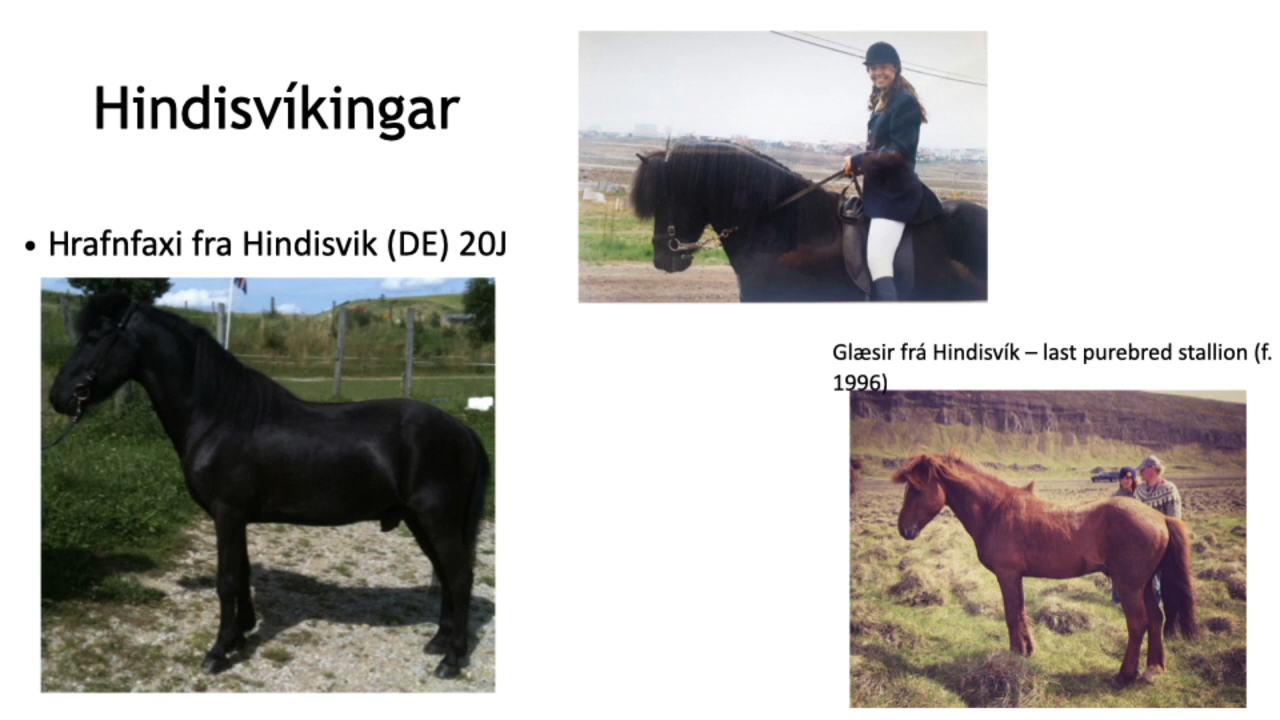 Hindisvíkingar
• Hrafnfaxi fra Hindisvik (DE) 20J
Glæsir frá Hindisvík – last purebred stallion (f.
1996)